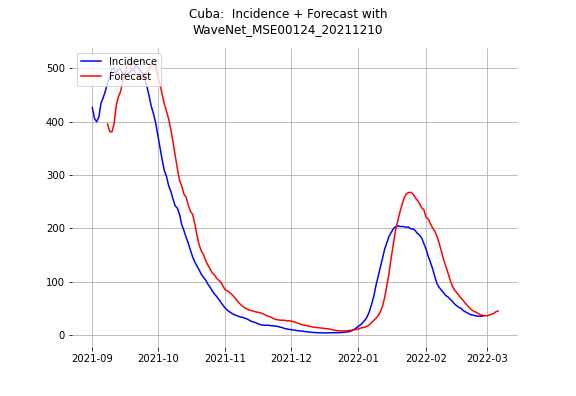 Cuba:  Incidence + Forecast with
WaveNet_MSE00124_20211210
Incidence
Forecast
500
400
300
200
100
0
2021-09 2021-10 2021-11 2021-12 2022-01 2022-02 2022-03